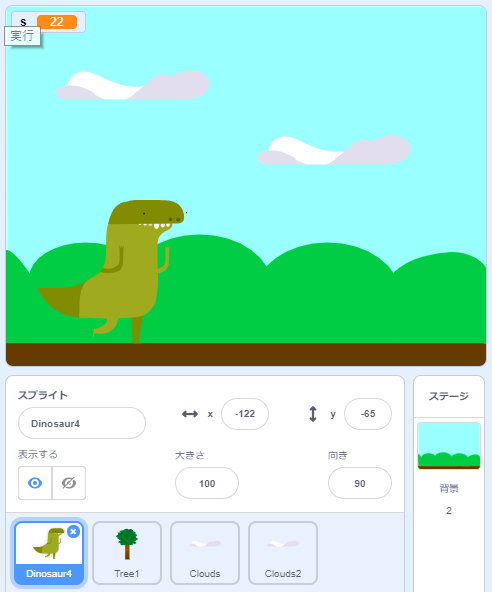 s 22
実行
スプライト
Dinosaur4
x -122
y -65
表示する
大きさ 100
向き 90
ステージ
背景
2
Dinosaur4
Tree1
Clouds
Clouds2